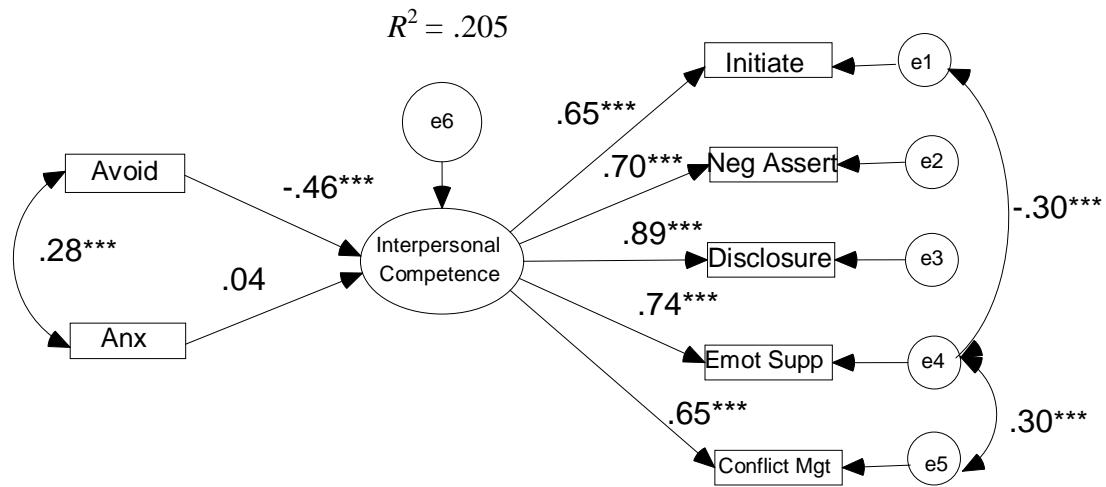 R² = .205
Initiate
e1
e6
.65***
Avoid
-.46***
.70***
Neg Assert
e2
-.30***
.28***
Interpersonal
Competence
.89***
Disclosure
e3
.04
Anx
.74***
Emot Supp
e4
.65***
.30***
Conflict Mgt
e5